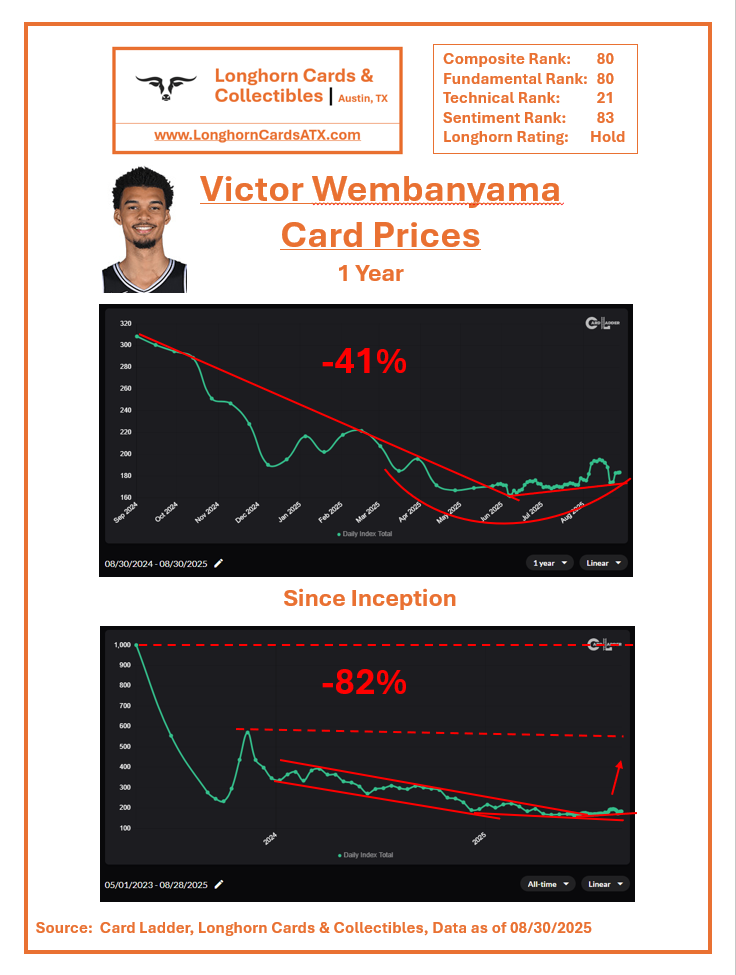 Longhorn Cards &
Collectibles | Austin, TX
www.LonghornCardsATX.com
Composite Rank: 80
Fundamental Rank: 80
Technical Rank: 21
Sentiment Rank: 83
Longhorn Rating: Hold
Victor Wembanyama
Card Prices
1 Year
CARD LADDER
-41%
320
300
280
260
240
220
200
180
160
Sep 2024
Oct 2024
Nov 2024
Dec 2024
Jan 2025
Feb 2025
Mar 2025
Apr 2025
May 2025
Jun 2025
Jul 2025
Aug 2025
Daily Index Total
08/30/2024 - 08/30/2025
1 year
Linear
Since Inception
-82%
1,000
900
800
700
600
500
400
300
200
100
2024
2025
Daily Index Total
05/01/2023 - 08/28/2025
All-time
Linear
Source: Card Ladder, Longhorn Cards & Collectibles, Data as of 08/30/2025